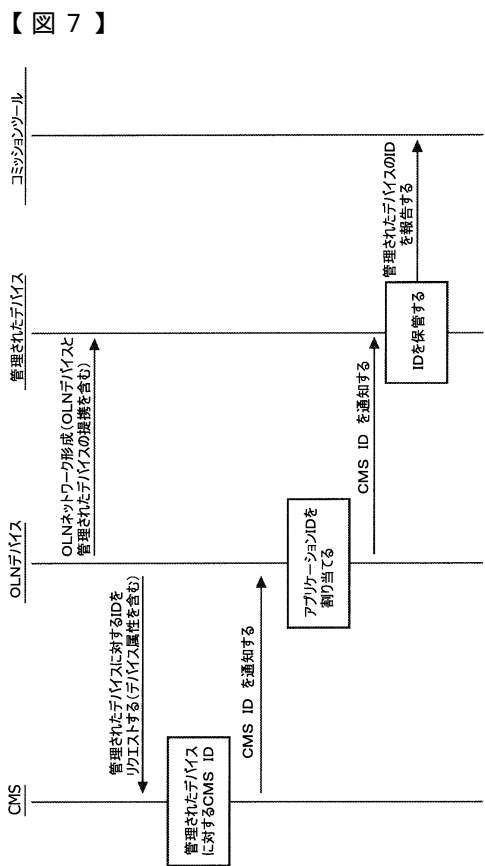 【図７】
CMS
OLNデバイス
管理されたデバイス
コミッションツール
OLNネットワーク形成(OLNデバイスと
管理されたデバイスの提携を含む)
管理されたデバイスに対するIDを
リクエストする(デバイス属性を含む)
管理されたデバイス
に対するCMS ID
CMS ID を通知する
アプリケーションIDを
割り当てる
CMS ID を通知する
IDを保管する
管理されたデバイスのID
を報告する